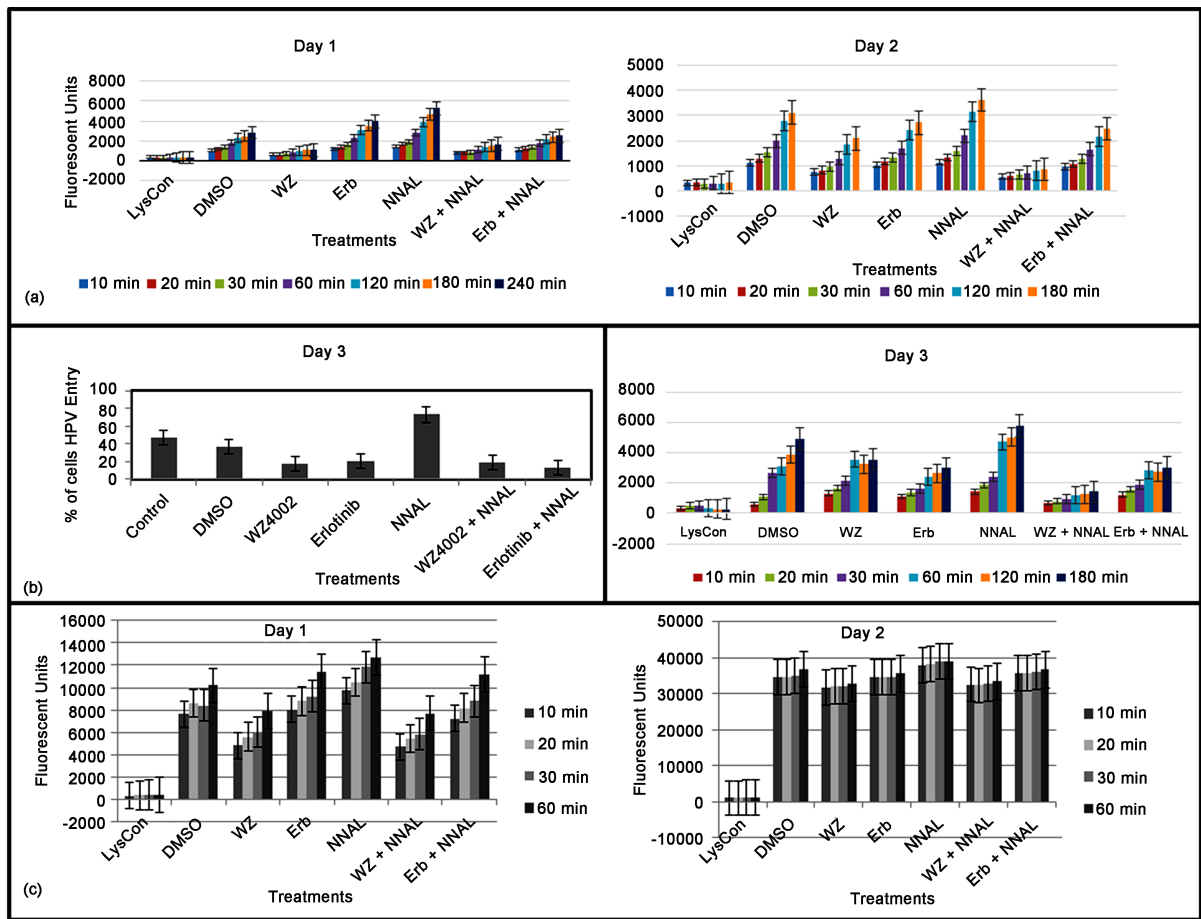 Day 1
Fluorescent Units
8000
6000
4000
2000
0
-2000
LysCon
DMSO
WZ
Erb
NNAL
WZ + NNAL
Erb + NNAL
Treatments
10 min 20 min 30 min 60 min 120 min 180 min 240 min
(a)
Day 2
5000
4000
3000
2000
1000
0
-1000
LysCon
DMSO
WZ
Erb
NNAL
WZ + NNAL
Erb + NNAL
Treatments
10 min 20 min 30 min 60 min 120 min 180 min
Day 3
% of cells HPV Entry
100
80
60
40
20
0
Control
DMSO
WZ4002
Erlotinib
NNAL
WZ4002 + NNAL
Erlotinib + NNAL
Treatments
(b)
Day 3
8000
6000
4000
2000
0
-2000
LysCon DMSO WZ Erb NNAL WZ + NNAL Erb + NNAL
10 min 20 min 30 min 60 min 120 min 180 min
Day 1
Fluorescent Units
16000
14000
12000
10000
8000
6000
4000
2000
0
-2000
LysCon
DMSO
WZ
Erb
NNAL
WZ + NNAL
Erb + NNAL
Treatments
10 min
20 min
30 min
60 min
(c)
Day 2
Fluorescent Units
50000
40000
30000
20000
10000
0
-10000
LysCon
DMSO
WZ
Erb
NNAL
WZ + NNAL
Erb + NNAL
Treatments
10 min
20 min
30 min
60 min